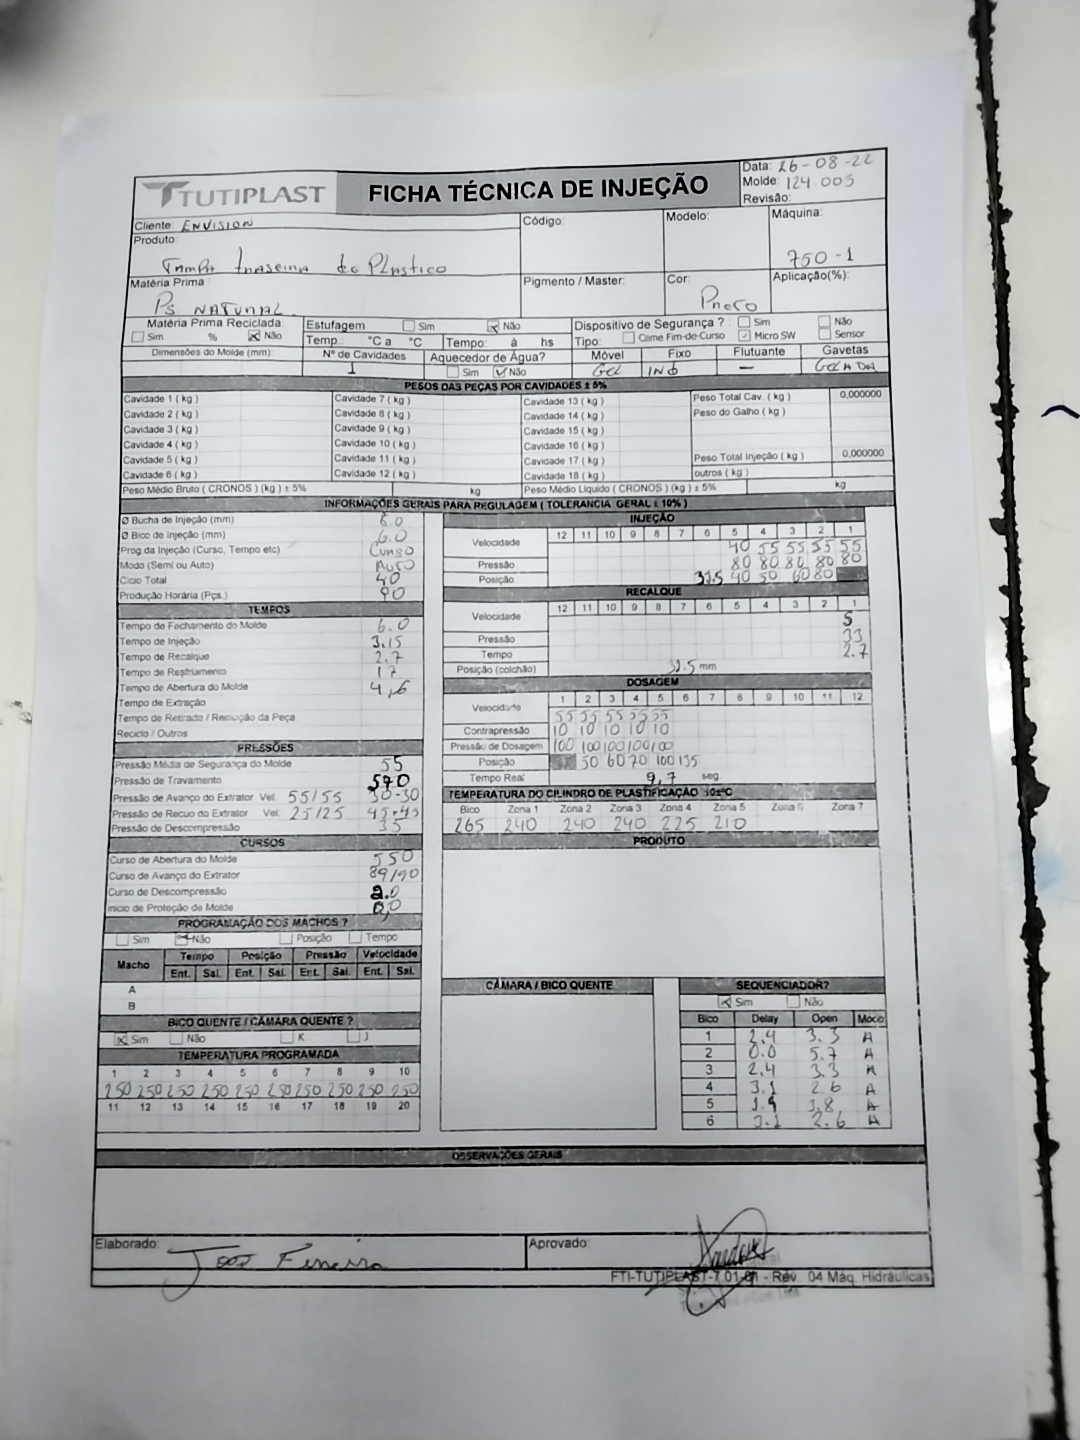 TUTIPLAST
FICHA TÉCNICA DE INJEÇÃO
Data: 26-08-22
Molde: 124.005
Revisão:
Cliente: ENVISION
Código:
Modelo:
Máquina:
750-1
Produto:
Tampa traseira de Plastico
Matéria Prima:
PS NATURAL
Pigmento / Master:
Cor:
Preto
Aplicação(%):
Matéria Prima Reciclada:
Sim % Não
Estufagem Sim Não
Temp.: °C a °C Tempo: à hs
Dispositivo de Segurança ? Sim Não
Tipo: Came Fim-de-Curso Micro SW Sensor
Dimensões do Molde (mm):
Nº de Cavidades
1
Aquecedor de Água?
Sim Não
Móvel Fixo Flutuante Gavetas
GEL IND — GELADA
PESOS DAS PEÇAS POR CAVIDADES ± 5%
Cavidade 1 ( kg ) Cavidade 7 ( kg ) Cavidade 13 ( kg ) Peso Total Cav. ( kg ) 0,000000
Cavidade 2 ( kg ) Cavidade 8 ( kg ) Cavidade 14 ( kg ) Peso do Galho ( kg )
Cavidade 3 ( kg ) Cavidade 9 ( kg ) Cavidade 15 ( kg )
Cavidade 4 ( kg ) Cavidade 10 ( kg ) Cavidade 16 ( kg )
Cavidade 5 ( kg ) Cavidade 11 ( kg ) Cavidade 17 ( kg ) Peso Total Injeção ( kg ) 0,000000
Cavidade 6 ( kg ) Cavidade 12 ( kg ) Cavidade 18 ( kg ) outros ( kg )
Peso Médio Bruto ( CRONOS ) (kg ) ± 5% kg Peso Médio Liquido ( CRONOS ) (kg) ± 5% kg
INFORMAÇÕES GERAIS PARA REGULAGEM ( TOLERANCIA GERAL ± 10%)
Ø Bucha de Injeção (mm) 6.0
Ø Bico de Injeção (mm) 6.0
Prog da Injeção (Curso, Tempo etc) Curso
Modo (Semi ou Auto) Auto
Ciclo Total 40
Produção Horária (Pçs.) 90
TEMPOS
Tempo de Fechamento do Molde 6.0
Tempo de Injeção 3.15
Tempo de Recalque 2.7
Tempo de Resfriamento 17
Tempo de Abertura do Molde 4,6
Tempo de Extração
Tempo de Retirada / Remoção da Peça
Reciclo / Outros
PRESSÕES
Pressão Média de Segurança do Molde 55
Pressão de Travamento 570
Pressão de Avanço do Extrator Vel: 55/55 30-30
Pressão de Recuo do Extrator Vel: 25/25 45-45
Pressão de Descompressão 35
CURSOS
Curso de Abertura do Molde 550
Curso de Avanço do Extrator 89/90
Curso de Descompressão 2.0
Inicio de Proteção de Molde
PROGRAMAÇÃO DOS MACHOS ?
Sim Não Posição Tempo
Macho Tempo Posição Pressão Velocidade
Ent. Sai. Ent. Sai. Ent. Sai. Ent. Sai.
A
B
BICO QUENTE / CÂMARA QUENTE ?
Sim Não K J
TEMPERATURA PROGRAMADA
1 2 3 4 5 6 7 8 9 10
250 250 250 250 250 250 250 250 250 250
11 12 13 14 15 16 17 18 19 20
INJEÇÃO
12 11 10 9 8 7 6 5 4 3 2 1
Velocidade 40 55 55 55 55
Pressão 80 80 80 80 80
Posição 32.5 40 50 60 80
RECALQUE
12 11 10 9 8 7 6 5 4 3 2 1
Velocidade 5
Pressão 33
Tempo 2.7
Posição (colchão) 32.5 mm
DOSAGEM
1 2 3 4 5 6 7 8 9 10 11 12
Velocidade 55 55 55 55 55
Contrapressão 10 10 10 10 10
Pressão de Dosagem 100 100 100 100 100
Posição 50 60 70 100 135
Tempo Real 9,7 seg
TEMPERATURA DO CILINDRO DE PLASTIFICAÇÃO 10±°C
Bico Zona 1 Zona 2 Zona 3 Zona 4 Zona 5 Zona 6 Zona 7
265 240 240 240 225 210
PRODUTO
CÂMARA / BICO QUENTE
SEQUENCIADOR?
Sim Não
Bico Delay Open Modo
1 2.4 3.3 A
2 0.0 5.7 A
3 2.4 3.3 A
4 3.1 2.6 A
5 1.9 3,8 A
6 3.1 2.6 A
OBSERVAÇÕES GERAIS
Elaborado:
Aprovado:
FTI-TUTIPLAST-7.01-01 - Rev. 04 Máq. Hidráulicas